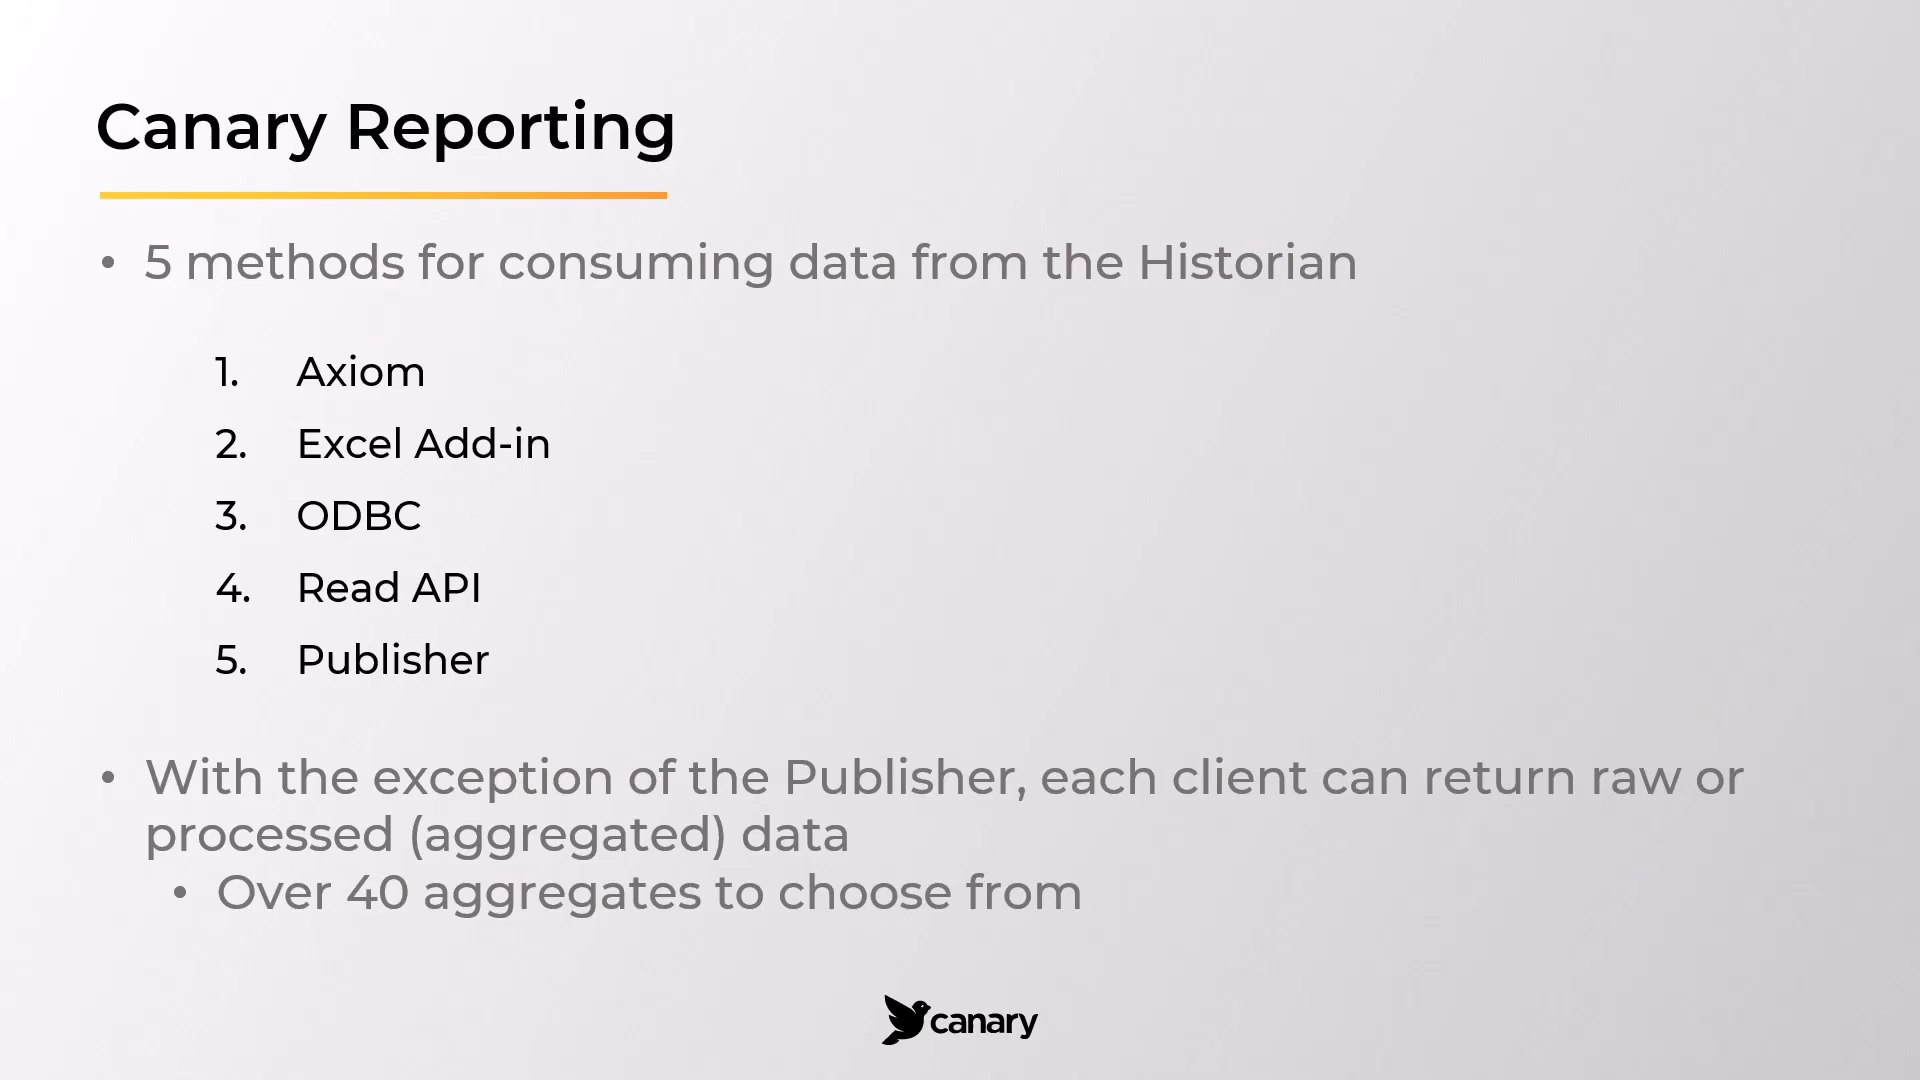 Canary Reporting
• 5 methods for consuming data from the Historian
1. Axiom
2. Excel Add-in
3. ODBC
4. Read API
5. Publisher
• With the exception of the Publisher, each client can return raw or
processed (aggregated) data
• Over 40 aggregates to choose from
canary